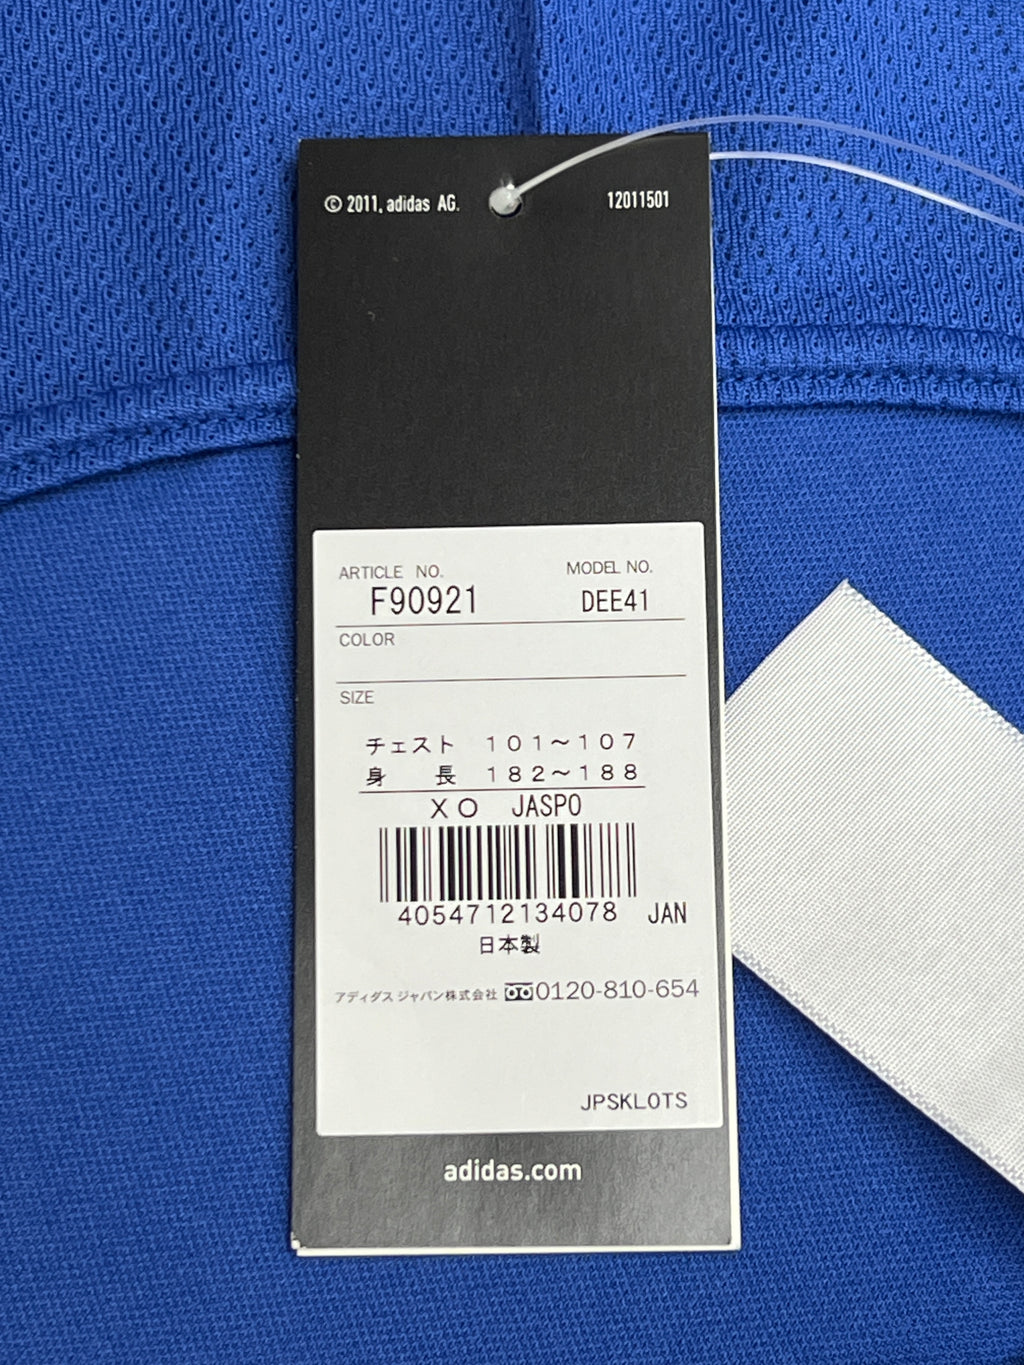 © 2011, adidas AG. 12011501
ARTICLE NO. MODEL NO.
F90921 DEE41
COLOR
SIZE
チェスト 101～107
身 長 182～188
XO JASPO
4054712134078 JAN
日本製
アディダス ジャパン株式会社 0120-810-654
JPSKLOTS
adidas.com